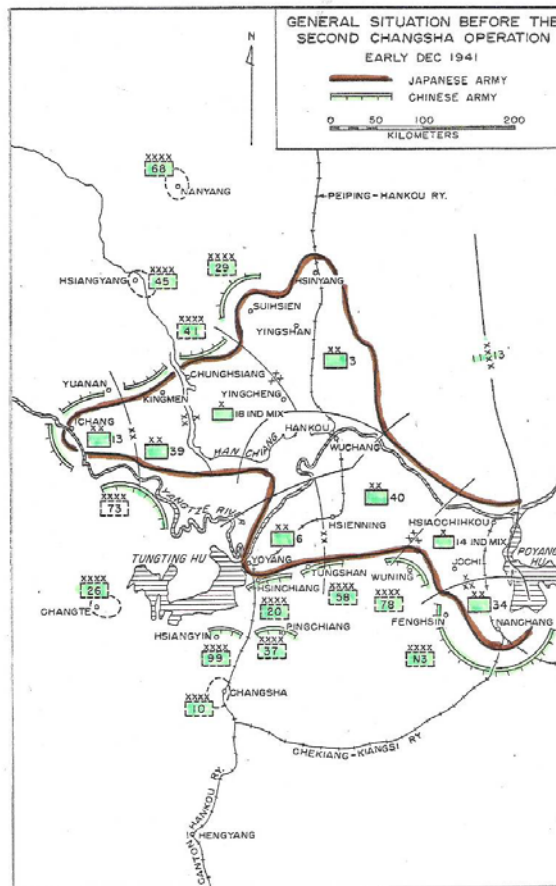 GENERAL SITUATION BEFORE THE
SECOND CHANGSHA OPERATION
EARLY DEC 1941
JAPANESE ARMY
CHINESE ARMY
0 50 100 200
KILOMETERS
N
XXXX
68
NANYANG
PEIPING-HANKOU RY.
HSIANGYANG
XXXX
45
XXXX
29
HSINYANG
SUIHSIEN
XXXX
41
YINGSHAN
XX
3
13
YUANAN
CHUNGHSIANG
KINGMEN
YINGCHENG
X
18 IND MIX
ICHANG
XX
13
XX
39
HAN CHIANG
HANKOU
WUCHANG
XXXX
73
YANGTZE RIVER
XX
40
HSIENNING
HSIAOCHIHKOU
XX
6
X
14 IND MIX
POYANG
HU
TUNGTING HU
YOYANG
TUNGSHAN
WUNING
JOCHI
XXXX
26
HSINCHIANG
XXXX
58
XXXX
78
XX
34
CHANGTE
XXXX
20
FENGHSIN
NANCHANG
HSIANGYIN
PINGCHIANG
XXXX
99
XXXX
37
XXXX
N3
XXXX
10
CHANGSHA
CHEKIANG-KIANGSI RY
CANTON-HANKOU RY.
HENGYANG